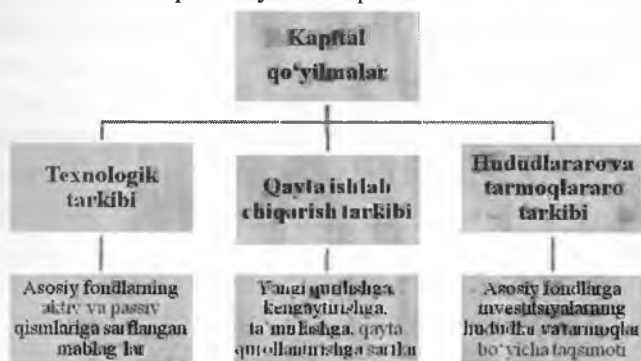 Kapital
qo‘yilmalar
Texnologik
tarkibi
Qayta ishlab
chiqarish tarkibi
Hududlararo va
tarmoqlararo
tarkibi
Asosiy fondlarning
aktiv va passiv
qismlariga sarflangan
mablag‘lar
Yangi qurilishga,
kengaytirishga,
ta’mirlashga, qayta
qurollantirishga
Asosiy fondlarga
investitsiyalarning
hududlar va tarmoqlar
bo‘yicha taqsimoti